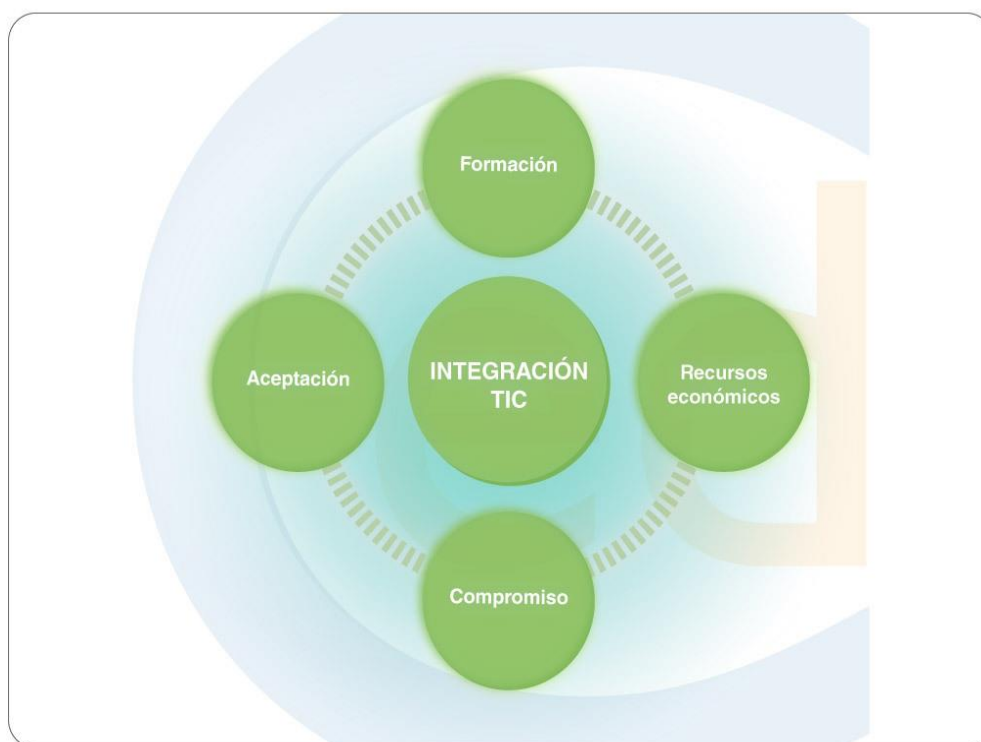 Formación
Aceptación
INTEGRACIÓN
TIC
Recursos
económicos
Compromiso